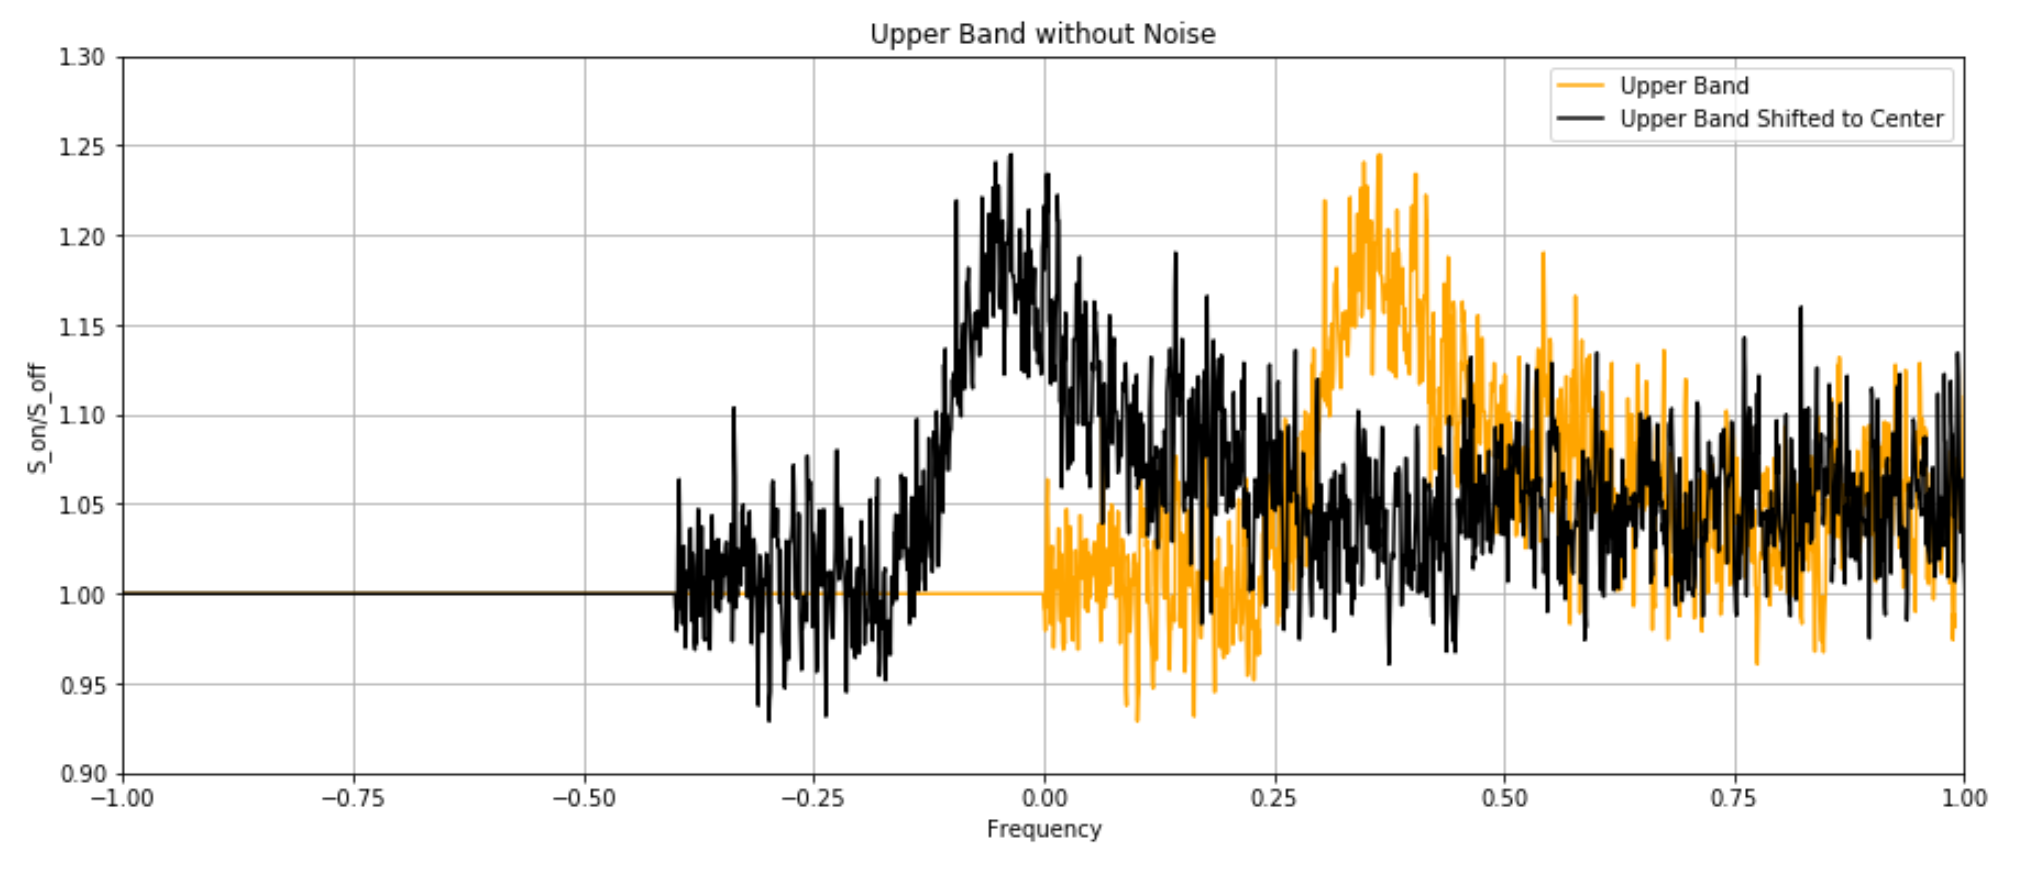 Upper Band without Noise
1.30
1.25
1.20
1.15
1.10
1.05
1.00
0.95
0.90
S_on/S_off
Upper Band
Upper Band Shifted to Center
−1.00 −0.75 −0.50 −0.25 0.00 0.25 0.50 0.75 1.00
Frequency